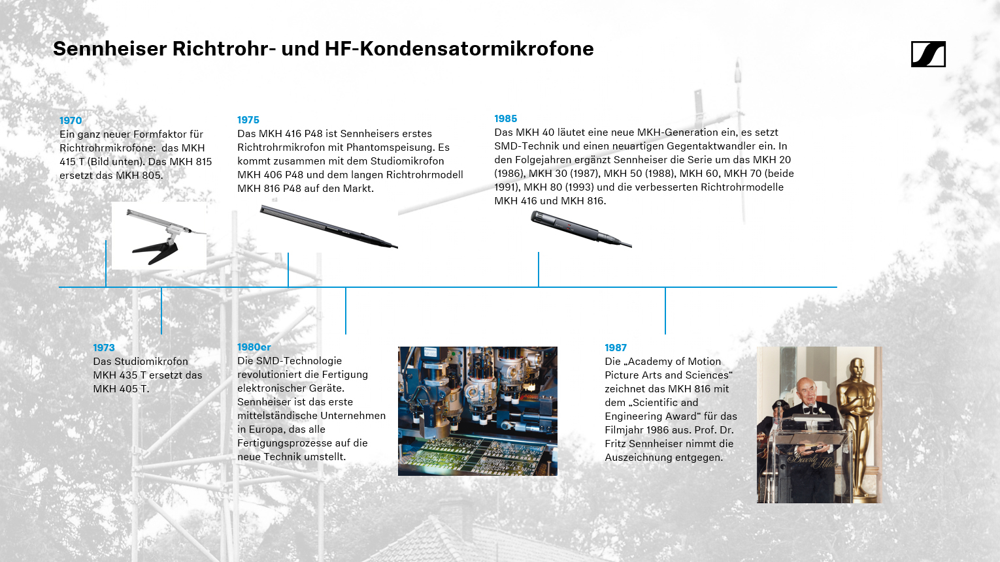 Sennheiser Richtrohr- und HF-Kondensatormikrofone
1970
Ein ganz neuer Formfaktor für
Richtrohrmikrofone:  das MKH
415 T (Bild unten). Das MKH 815
ersetzt das MKH 805.
1975
Das MKH 416 P48 ist Sennheisers erstes
Richtrohrmikrofon mit Phantomspeisung. Es
kommt zusammen mit dem Studiomikrofon
MKH 406 P48 und dem langen Richtrohrmodell
MKH 816 P48 auf den Markt.
1985
Das MKH 40 läutet eine neue MKH-Generation ein, es setzt
SMD-Technik und einen neuartigen Gegentaktwandler ein. In
den Folgejahren ergänzt Sennheiser die Serie um das MKH 20
(1986), MKH 30 (1987), MKH 50 (1988), MKH 60, MKH 70 (beide
1991), MKH 80 (1993) und die verbesserten Richtrohrmodelle
MKH 416 und MKH 816.
1973
Das Studiomikrofon
MKH 435 T ersetzt das
MKH 405 T.
1980er
Die SMD-Technologie
revolutioniert die Fertigung
elektronischer Geräte.
Sennheiser ist das erste
mittelständische Unternehmen
in Europa, das alle
Fertigungsprozesse auf die
neue Technik umstellt.
1987
Die „Academy of Motion
Picture Arts and Sciences“
zeichnet das MKH 816 mit
dem „Scientific and
Engineering Award“ für das
Filmjahr 1986 aus. Prof. Dr.
Fritz Sennheiser nimmt die
Auszeichnung entgegen.
Beverly
Hilton